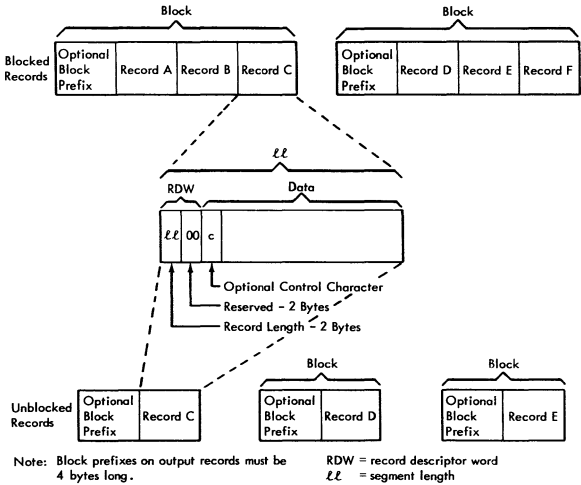 Block
Block
Blocked
Records
Optional
Block
Prefix
Record A
Record B
Record C
Optional
Block
Prefix
Record D
Record E
Record F
ℓℓ
RDW
Data
ℓℓ
00
c
Optional Control Character
Reserved - 2 Bytes
Record Length - 2 Bytes
Unblocked
Records
Optional
Block
Prefix
Record C
Block
Optional
Block
Prefix
Record D
Block
Optional
Block
Prefix
Record E
Note: Block prefixes on output records must be
4 bytes long.
RDW = record descriptor word
ℓℓ = segment length